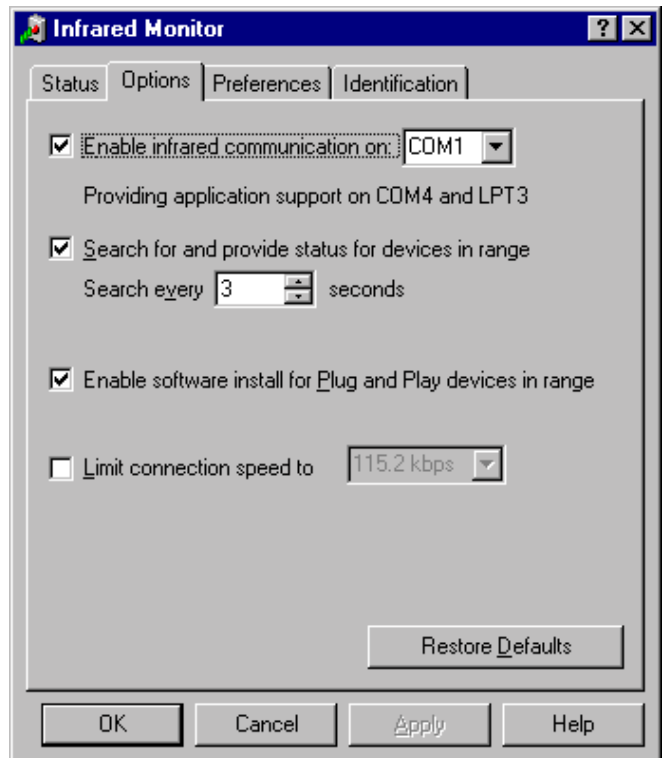 Infrared Monitor
Status Options Preferences Identification
Enable infrared communication on: COM1
Providing application support on COM4 and LPT3
Search for and provide status for devices in range
Search every 3 seconds
Enable software install for Plug and Play devices in range
Limit connection speed to 115.2 kbps
Restore Defaults
OK Cancel Apply Help